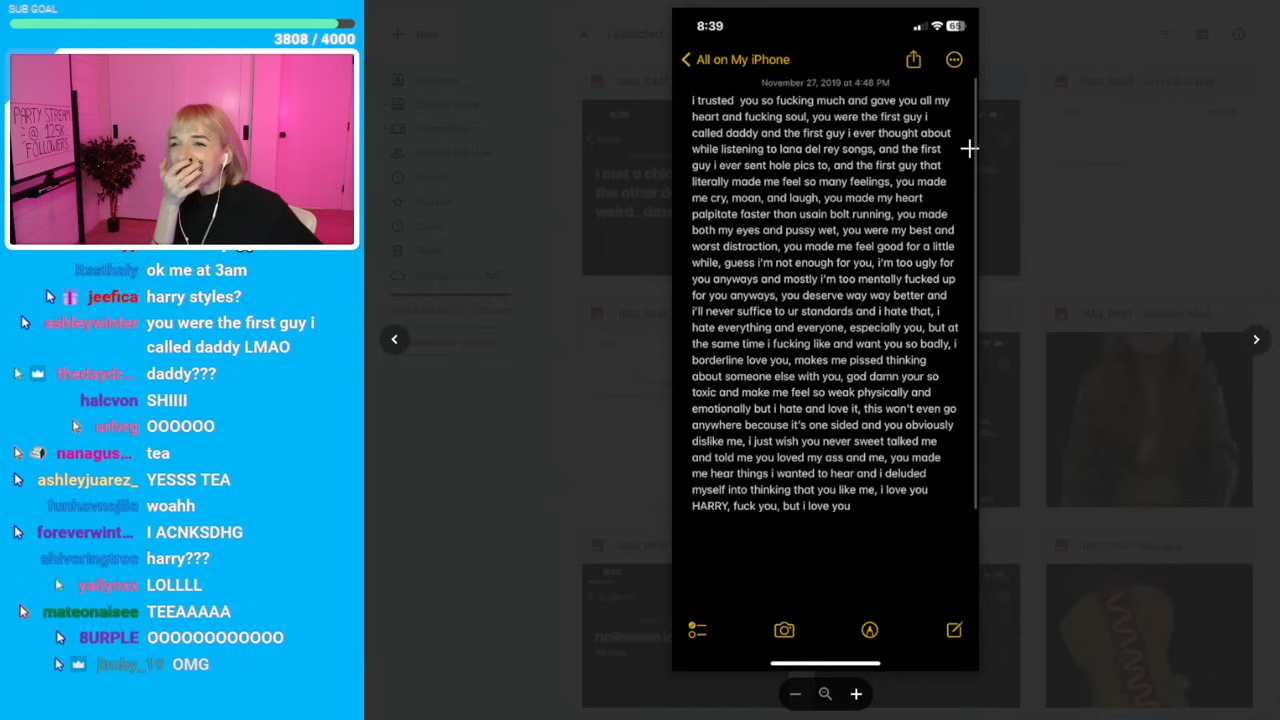 SUB GOAL
3808 / 4000
PARTY STREAM
@ 125K
FOLLOWERS
ok me at 3am
jeefica harry styles?
ashleywinter you were the first guy i
called daddy LMAO
thedaydr... daddy???
halcvon SHIIII
OOOOOO
nanagus... tea
ashleyjuarez_ YESSS TEA
woahh
foreverwint... I ACNKSDHG
shiveringtree harry???
yallynxx LOLLLL
mateonaisee TEEAAAAA
8URPLE OOOOOOOOOOOO
jimby_19 OMG
8:39
65
All on My iPhone
November 27, 2019 at 4:48 PM
i trusted you so fucking much and gave you all my
heart and fucking soul, you were the first guy i
called daddy and the first guy i ever thought about
while listening to lana del rey songs, and the first
guy i ever sent hole pics to, and the first guy that
literally made me feel so many feelings, you made
me cry, moan, and laugh, you made my heart
palpitate faster than usain bolt running, you made
both my eyes and pussy wet, you were my best and
worst distraction, you made me feel good for a little
while, guess i'm not enough for you, i'm too ugly for
you anyways and mostly i'm too mentally fucked up
for you anyways, you deserve way way better and
i'll never suffice to ur standards and i hate that, i
hate everything and everyone, especially you, but at
the same time i fucking like and want you so badly, i
borderline love you, makes me pissed thinking
about someone else with you, god damn your so
toxic and make me feel so weak physically and
emotionally but i hate and love it, this won't even go
anywhere because it's one sided and you obviously
dislike me, i just wish you never sweet talked me
and told me you loved my ass and me, you made
me hear things i wanted to hear and i deluded
myself into thinking that you like me, i love you
HARRY, fuck you, but i love you